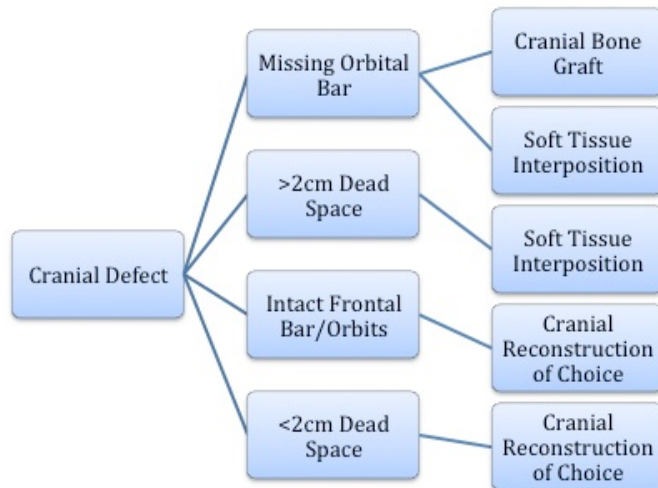 Cranial Defect
Missing Orbital
Bar
Cranial Bone
Graft
Soft Tissue
Interposition
>2cm Dead
Space
Soft Tissue
Interposition
Intact Frontal
Bar/Orbits
Cranial
Reconstruction
of Choice
<2cm Dead
Space
Cranial
Reconstruction
of Choice